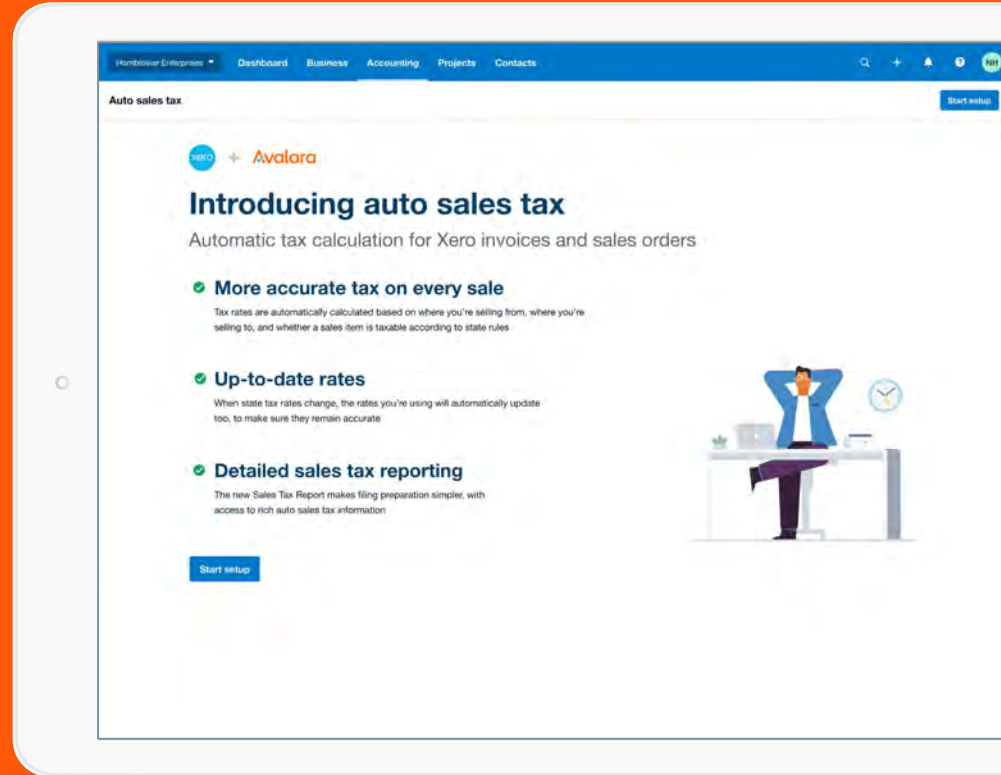 Hornblower Enterprises Dashboard Business Accounting Projects Contacts NH
Auto sales tax Start setup
xero + Avalara
Introducing auto sales tax
Automatic tax calculation for Xero invoices and sales orders
More accurate tax on every sale
Tax rates are automatically calculated based on where you're selling from, where you're
selling to, and whether a sales item is taxable according to state rules
Up-to-date rates
When state tax rates change, the rates you're using will automatically update
too, to make sure they remain accurate
Detailed sales tax reporting
The new Sales Tax Report makes filing preparation simpler, with
access to rich auto sales tax information
Start setup